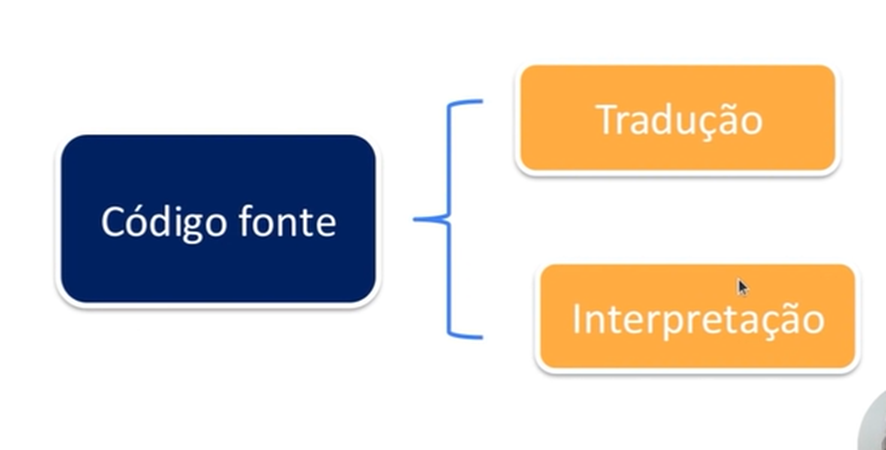 Código fonte
Tradução
Interpretação